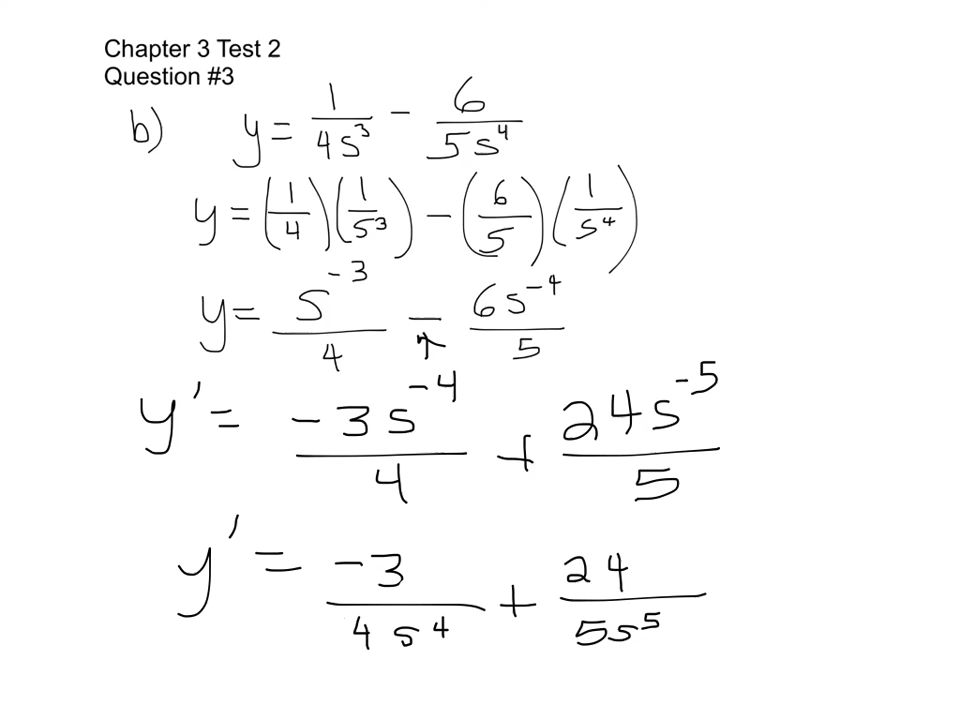 Chapter 3 Test 2
Question #3
b) y = 1/(4s³) − 6/(5s⁴)
y = (1/4)(1/s³) − (6/5)(1/s⁴)
y = s⁻³/4 − 6s⁻⁴/5
↑
y' = −3s⁻⁴/4 + 24s⁻⁵/5
y' = −3/(4s⁴) + 24/(5s⁵)